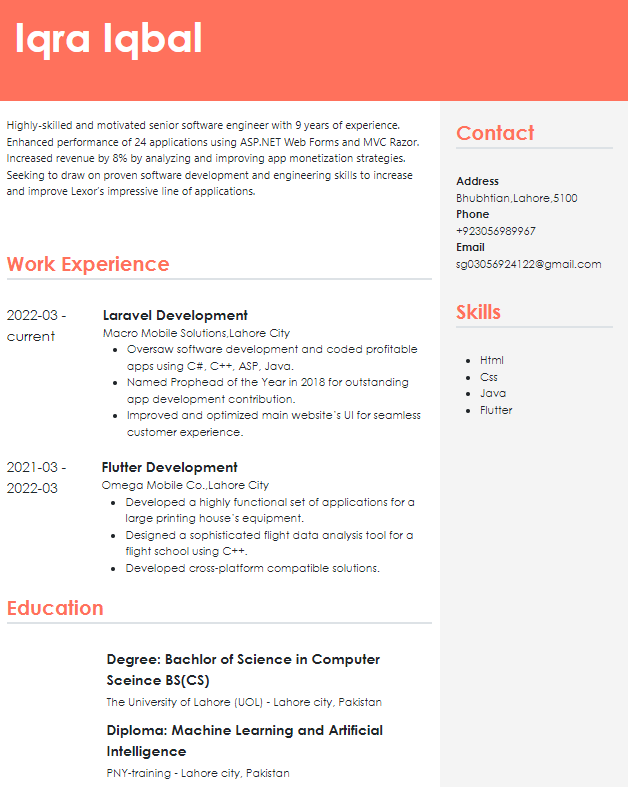 Iqra Iqbal
Highly-skilled and motivated senior software engineer with 9 years of experience.
Enhanced performance of 24 applications using ASP.NET Web Forms and MVC Razor.
Increased revenue by 8% by analyzing and improving app monetization strategies.
Seeking to draw on proven software development and engineering skills to increase
and improve Lexor's impressive line of applications.
Work Experience
2022-03 -
current
Laravel Development
Macro Mobile Solutions,Lahore City
• Oversaw software development and coded profitable
apps using C#, C++, ASP, Java.
• Named Prophead of the Year in 2018 for outstanding
app development contribution.
• Improved and optimized main website`s UI for seamless
customer experience.
2021-03 -
2022-03
Flutter Development
Omega Mobile Co.,Lahore City
• Developed a highly functional set of applications for a
large printing house`s equipment.
• Designed a sophisticated flight data analysis tool for a
flight school using C++.
• Developed cross-platform compatible solutions.
Education
Degree: Bachlor of Science in Computer
Sceince BS(CS)
The University of Lahore (UOL) - Lahore city, Pakistan
Diploma: Machine Learning and Artificial
Intelligence
PNY-training - Lahore city, Pakistan
Contact
Address
Bhubhtian,Lahore,5100
Phone
+923056989967
Email
sg03056924122@gmail.com
Skills
• Html
• Css
• Java
• Flutter